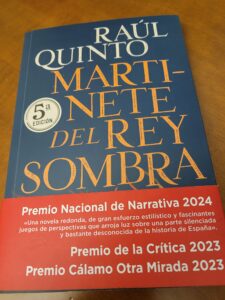 RAÚL
QUINTO
MARTI-
NETE
5.ª
EDICIÓN
DEL REY
SOMBRA
Premio Nacional de Narrativa 2024
«Una novela redonda, de gran esfuerzo estilístico y fascinantes
juegos de perspectivas que arroja luz sobre una parte silenciada
y bastante desconocida de la historia de España».
Premio de la Crítica 2023
Premio Cálamo Otra Mirada 2023